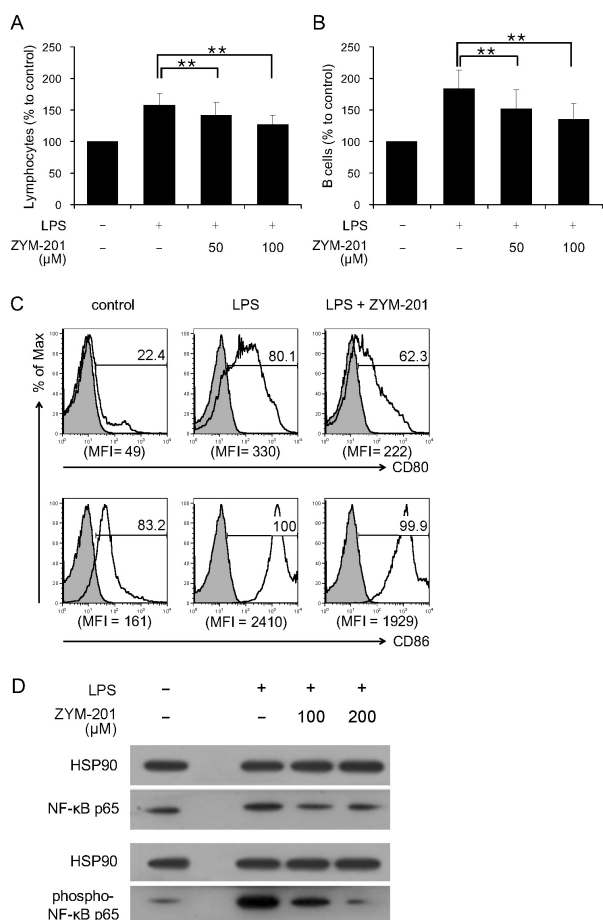 A
Lymphocytes (% to control)
250
200
150
100
50
0
**
**
LPS – + + +
ZYM-201 – – 50 100
(µM)
B
B cells (% to control)
250
200
150
100
50
0
**
**
LPS – + + +
ZYM-201 – – 50 100
(µM)
C
control LPS LPS + ZYM-201
% of Max
22.4 80.1 62.3
(MFI= 49) (MFI= 330) (MFI= 222)
CD80
83.2 100 99.9
(MFI = 161) (MFI = 2410) (MFI = 1929)
CD86
D
LPS – + + +
ZYM-201 – – 100 200
(µM)
HSP90
NF-κB p65
HSP90
phospho-
NF-κB p65